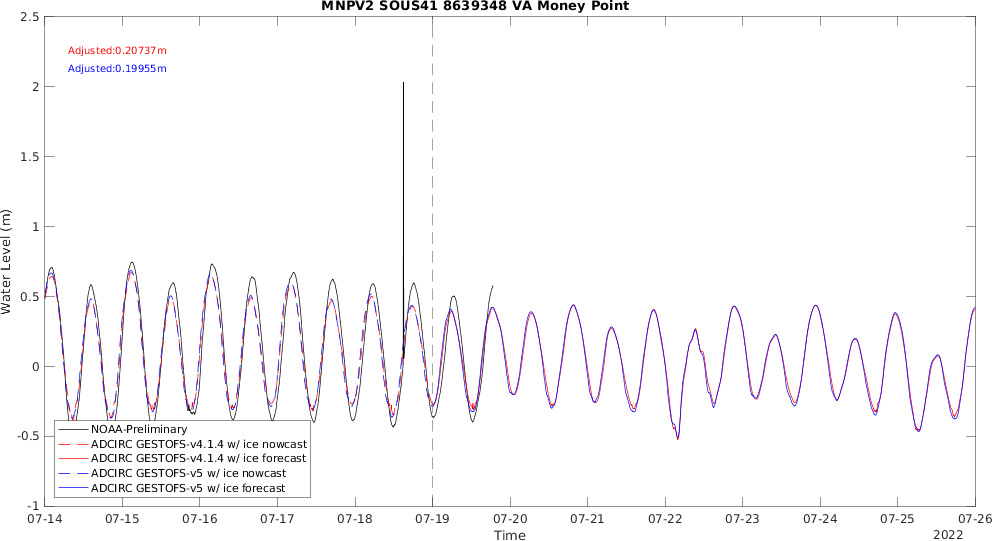 MNPV2 SOUS41 8639348 VA Money Point
2.5
2
1.5
1
0.5
0
-0.5
-1
Water Level (m)
Adjusted:0.20737m
Adjusted:0.19955m
NOAA-Preliminary
ADCIRC GESTOFS-v4.1.4 w/ ice nowcast
ADCIRC GESTOFS-v4.1.4 w/ ice forecast
ADCIRC GESTOFS-v5 w/ ice nowcast
ADCIRC GESTOFS-v5 w/ ice forecast
07-14 07-15 07-16 07-17 07-18 07-19 07-20 07-21 07-22 07-23 07-24 07-25 07-26
Time
2022